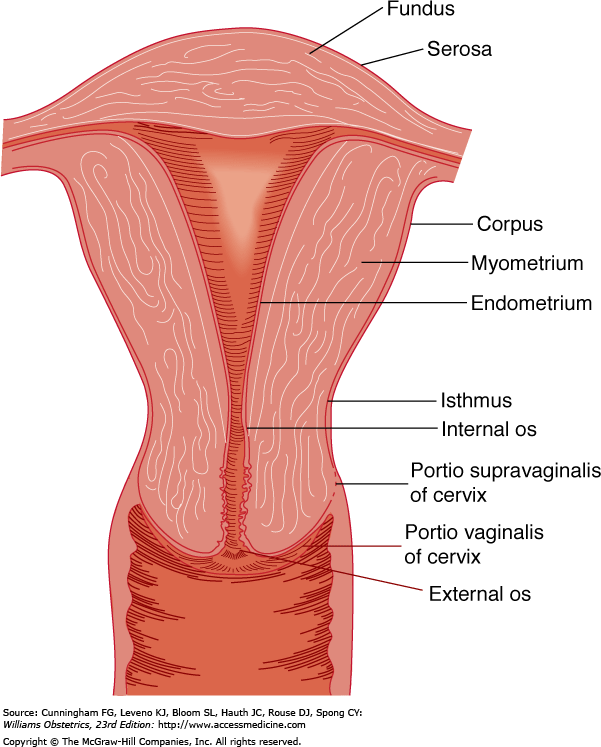 Fundus
Serosa
Corpus
Myometrium
Endometrium
Isthmus
Internal os
Portio supravaginalis
of cervix
Portio vaginalis
of cervix
External os
Source: Cunningham FG, Leveno KJ, Bloom SL, Hauth JC, Rouse DJ, Spong CY:
Williams Obstetrics, 23rd Edition: http://www.accessmedicine.com
Copyright © The McGraw-Hill Companies, Inc. All rights reserved.